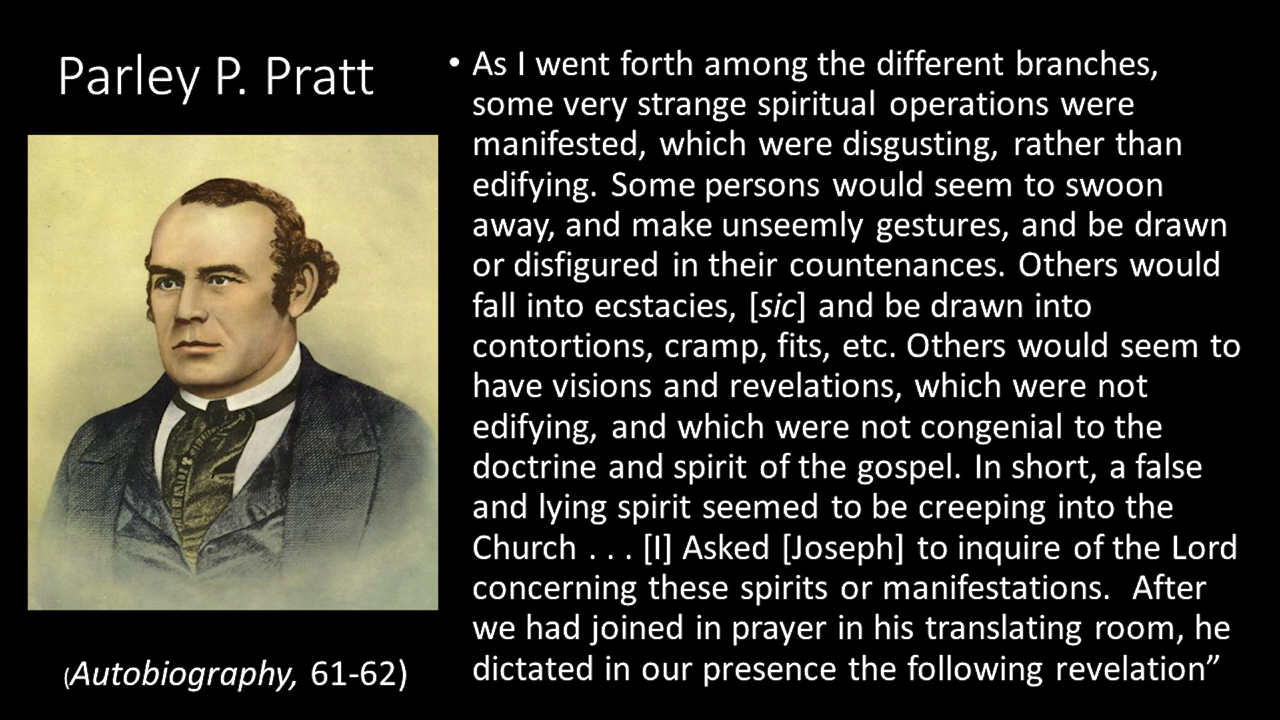 Parley P. Pratt
• As I went forth among the different branches,
some very strange spiritual operations were
manifested, which were disgusting, rather than
edifying. Some persons would seem to swoon
away, and make unseemly gestures, and be drawn
or disfigured in their countenances. Others would
fall into ecstacies, [sic] and be drawn into
contortions, cramp, fits, etc. Others would seem to
have visions and revelations, which were not
edifying, and which were not congenial to the
doctrine and spirit of the gospel. In short, a false
and lying spirit seemed to be creeping into the
Church . . . [I] Asked [Joseph] to inquire of the Lord
concerning these spirits or manifestations.  After
we had joined in prayer in his translating room, he
dictated in our presence the following revelation”
(Autobiography, 61-62)